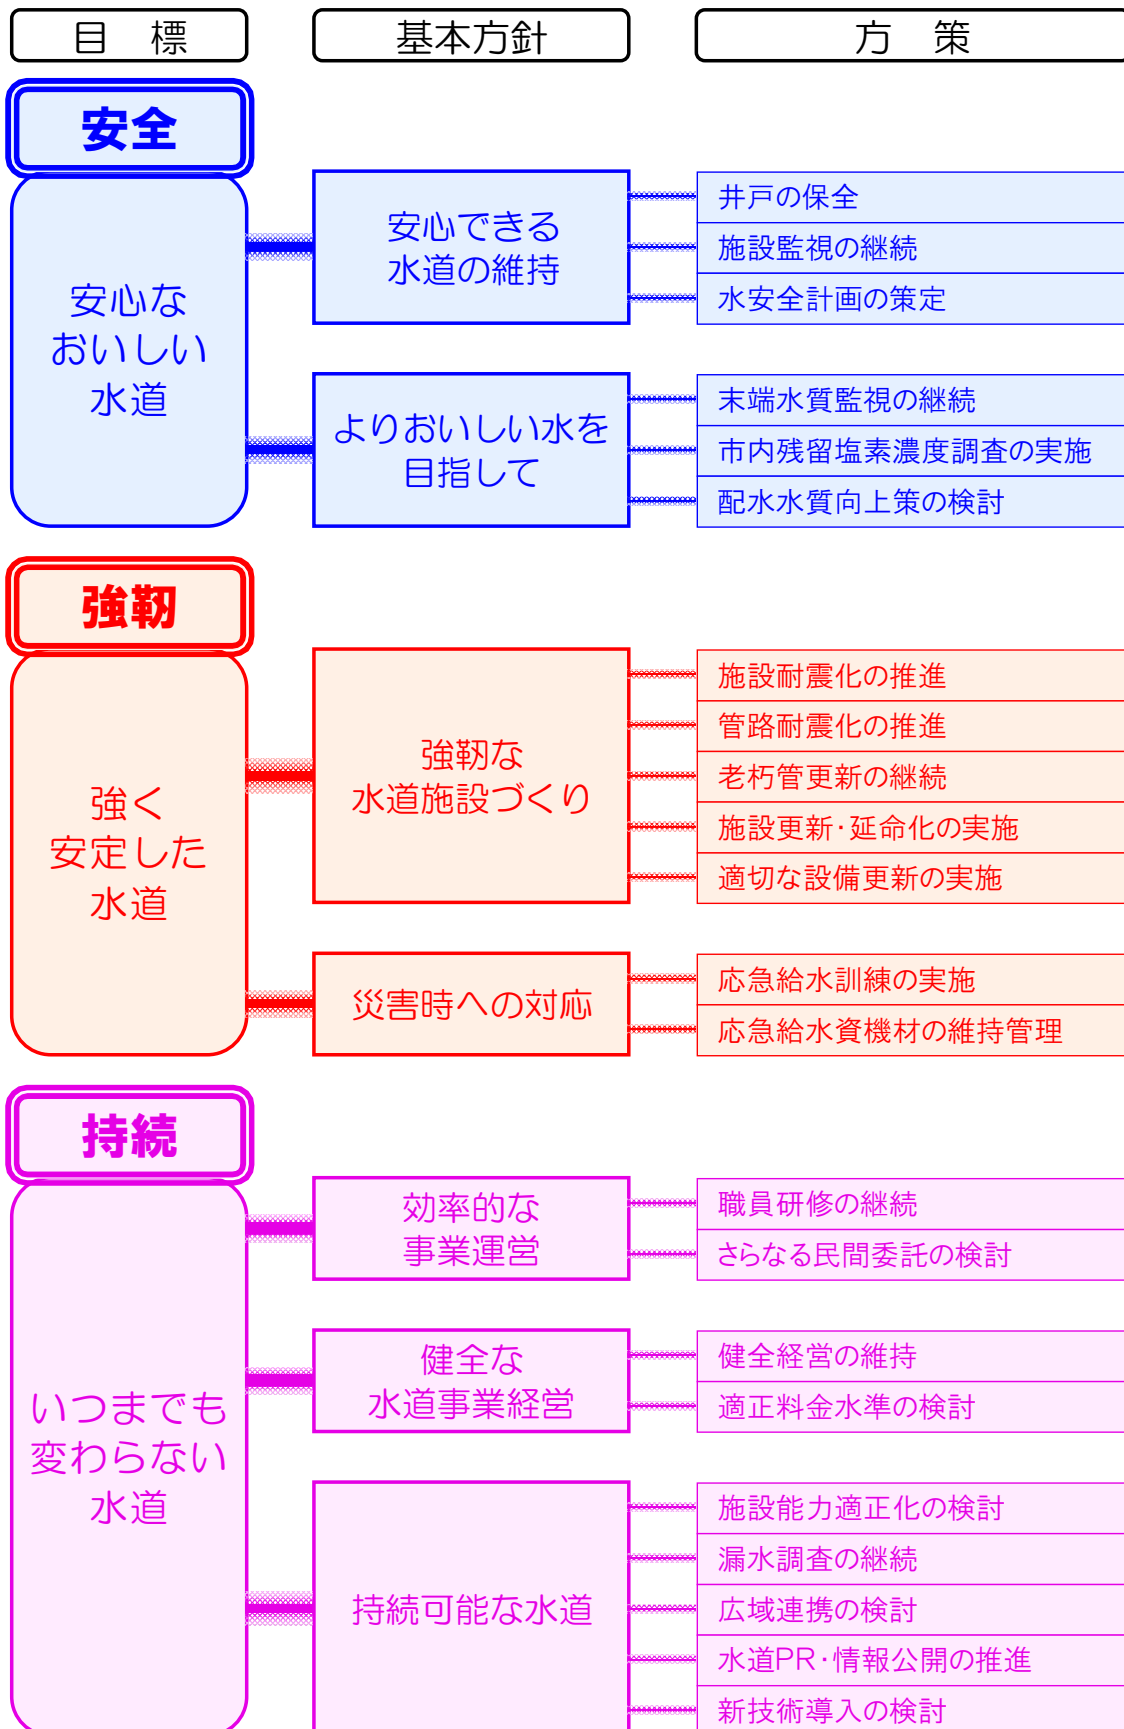 目　標
基本方針
方　策
安全
安心な
おいしい
水道
安心できる
水道の維持
井戸の保全
施設監視の継続
水安全計画の策定
よりおいしい水を
目指して
末端水質監視の継続
市内残留塩素濃度調査の実施
配水水質向上策の検討
強靭
強く
安定した
水道
強靭な
水道施設づくり
施設耐震化の推進
管路耐震化の推進
老朽管更新の継続
施設更新・延命化の実施
適切な設備更新の実施
災害時への対応
応急給水訓練の実施
応急給水資機材の維持管理
持続
いつまでも
変わらない
水道
効率的な
事業運営
職員研修の継続
さらなる民間委託の検討
健全な
水道事業経営
健全経営の維持
適正料金水準の検討
持続可能な水道
施設能力適正化の検討
漏水調査の継続
広域連携の検討
水道PR・情報公開の推進
新技術導入の検討